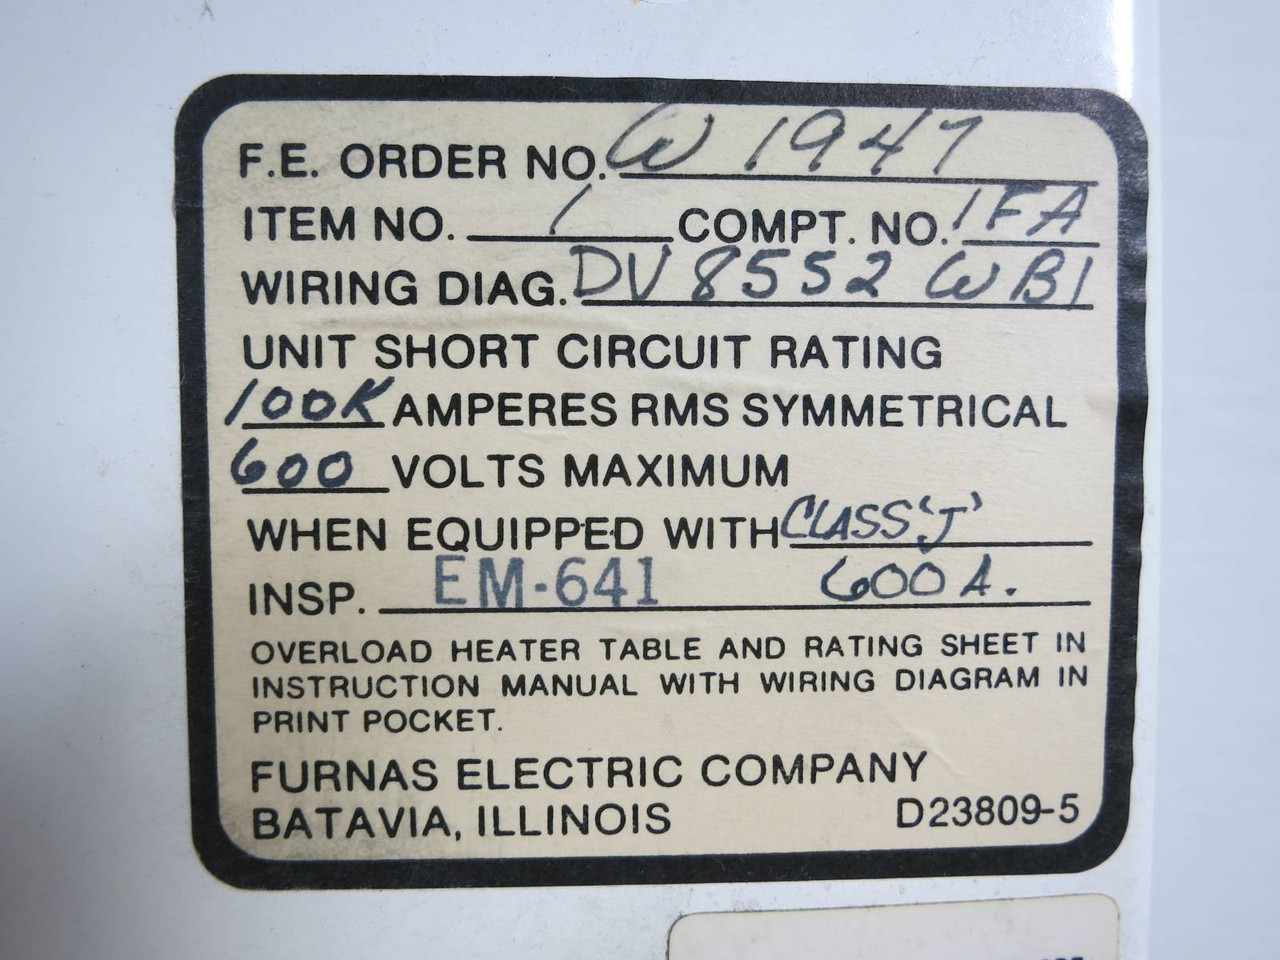 F.E. ORDER NO. W 1947
ITEM NO. 1 COMPT. NO. 1FA
WIRING DIAG. DV 8552 WB1
UNIT SHORT CIRCUIT RATING
100K AMPERES RMS SYMMETRICAL
600 VOLTS MAXIMUM
WHEN EQUIPPED WITH CLASS 'J'
INSP. EM-641 600 A.
OVERLOAD HEATER TABLE AND RATING SHEET IN
INSTRUCTION MANUAL WITH WIRING DIAGRAM IN
PRINT POCKET.
FURNAS ELECTRIC COMPANY
BATAVIA, ILLINOIS D23809-5